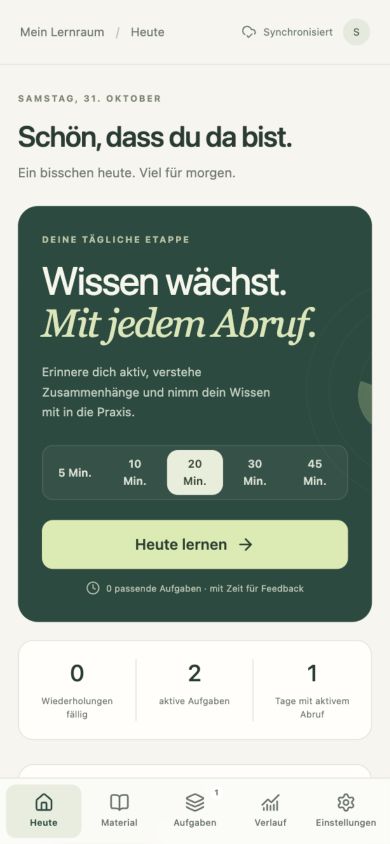 Mein Lernraum / Heute
Synchronisiert
S
SAMSTAG, 31. OKTOBER
Schön, dass du da bist.
Ein bisschen heute. Viel für morgen.
DEINE TÄGLICHE ETAPPE
Wissen wächst.
Mit jedem Abruf.
Erinnere dich aktiv, verstehe
Zusammenhänge und nimm dein Wissen
mit in die Praxis.
5 Min.
10
Min.
20
Min.
30
Min.
45
Min.
Heute lernen →
0 passende Aufgaben · mit Zeit für Feedback
0
Wiederholungen
fällig
2
aktive Aufgaben
1
Tage mit aktivem
Abruf
Heute
Material
1
Aufgaben
Verlauf
Einstellungen